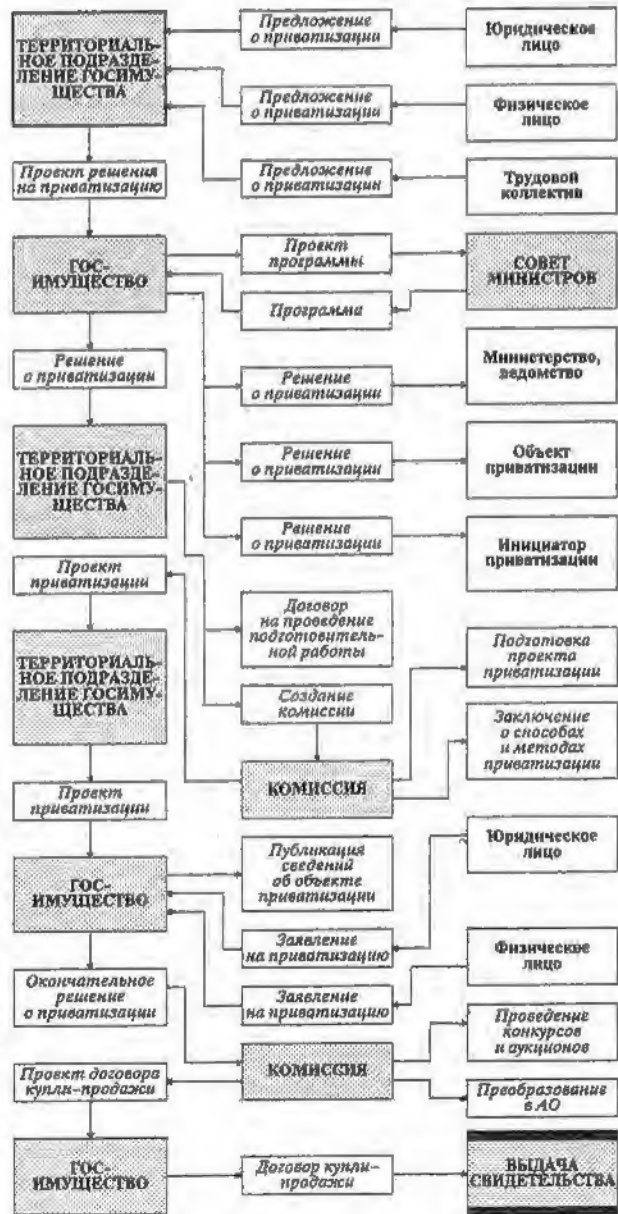 ТЕРРИТОРИАЛЬ-
НОЕ ПОДРАЗДЕ-
ЛЕНИЕ ГОСИМУ-
ЩЕСТВА
Предложение
о приватизации
Юридическое
лицо
Предложение
о приватизации
Физическое
лицо
Предложение
о приватизации
Трудовой
коллектив
Проект решения
на приватизацию
ГОС-
ИМУЩЕСТВО
Проект
программы
СОВЕТ
МИНИСТРОВ
Программа
Решение
о приватизации
Решение
о приватизации
Министерство,
ведомство
ТЕРРИТОРИАЛЬ-
НОЕ ПОДРАЗДЕ-
ЛЕНИЕ ГОСИМУ-
ЩЕСТВА
Решение
о приватизации
Объект
приватизации
Решение
о приватизации
Инициатор
приватизации
Проект
приватизации
Договор
на проведение
подготовитель-
ной работы
Подготовка
проекта
приватизации
ТЕРРИТОРИАЛЬ-
НОЕ ПОДРАЗДЕ-
ЛЕНИЕ ГОСИМУ-
ЩЕСТВА
Создание
комиссии
Заключение
о способах
и методах
приватизации
КОМИССИЯ
Проект
приватизации
Публикация
сведений
об объекте
приватизации
Юридическое
лицо
ГОС-
ИМУЩЕСТВО
Заявление
на приватизацию
Физическое
лицо
Окончательное
решение
о приватизации
Заявление
на приватизацию
Проведение
конкурсов
и аукционов
КОМИССИЯ
Проект договора
купли-продажи
Преобразование
в АО
ГОС-
ИМУЩЕСТВО
Договор купли-
продажи
ВЫДАЧА
СВИДЕТЕЛЬСТВА